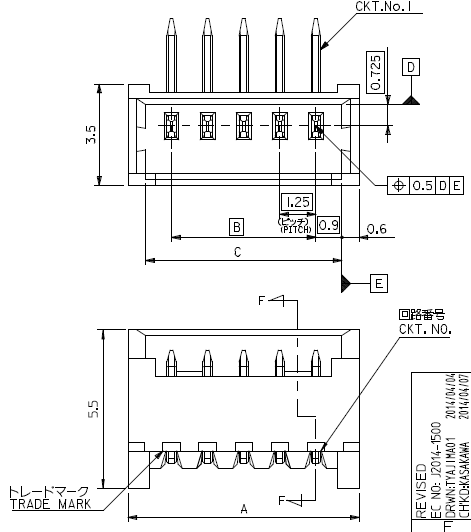 CKT.No.1
0.725
D
3.5
⌖ 0.5 D E
1.25
(ピッチ)
(PITCH)
B
0.9
0.6
C
E
F
回路番号
CKT. NO.
5.5
トレードマーク
TRADE MARK
A
F
REVISED
EC NO: J2014-1500
DRWN:TYAJIMA01 2014/04/04
CHKD:KASAKAWA 2014/04/07